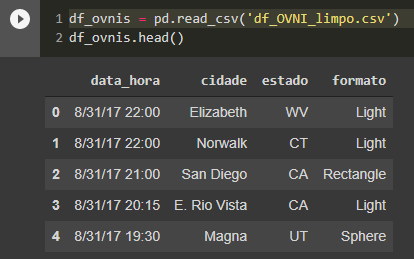 1 df_ovnis = pd.read_csv('df_OVNI_limpo.csv')
2 df_ovnis.head()
data_hora cidade estado formato
0 8/31/17 22:00 Elizabeth WV Light
1 8/31/17 22:00 Norwalk CT Light
2 8/31/17 21:00 San Diego CA Rectangle
3 8/31/17 20:15 E. Rio Vista CA Light
4 8/31/17 19:30 Magna UT Sphere